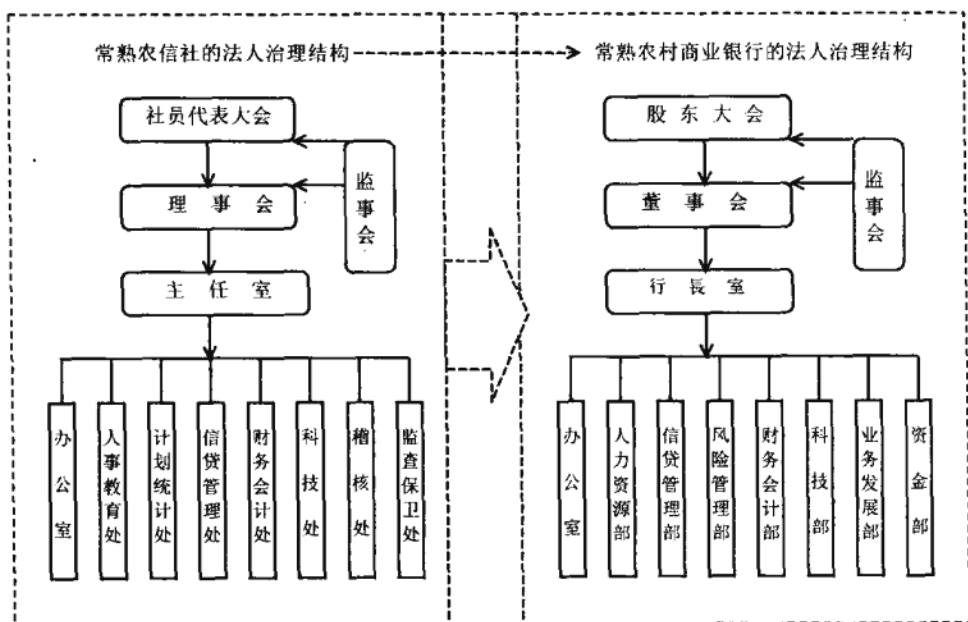 常熟农信社的法人治理结构
社员代表大会
理事会
监事会
主任室
办公室
人事教育处
计划统计处
信贷管理处
财务会计处
科技处
稽核处
监查保卫处
常熟农村商业银行的法人治理结构
股东大会
董事会
监事会
行長室
办公室
人力资源部
信贷管理部
风险管理部
财务会计部
科技部
业务发展部
资金部